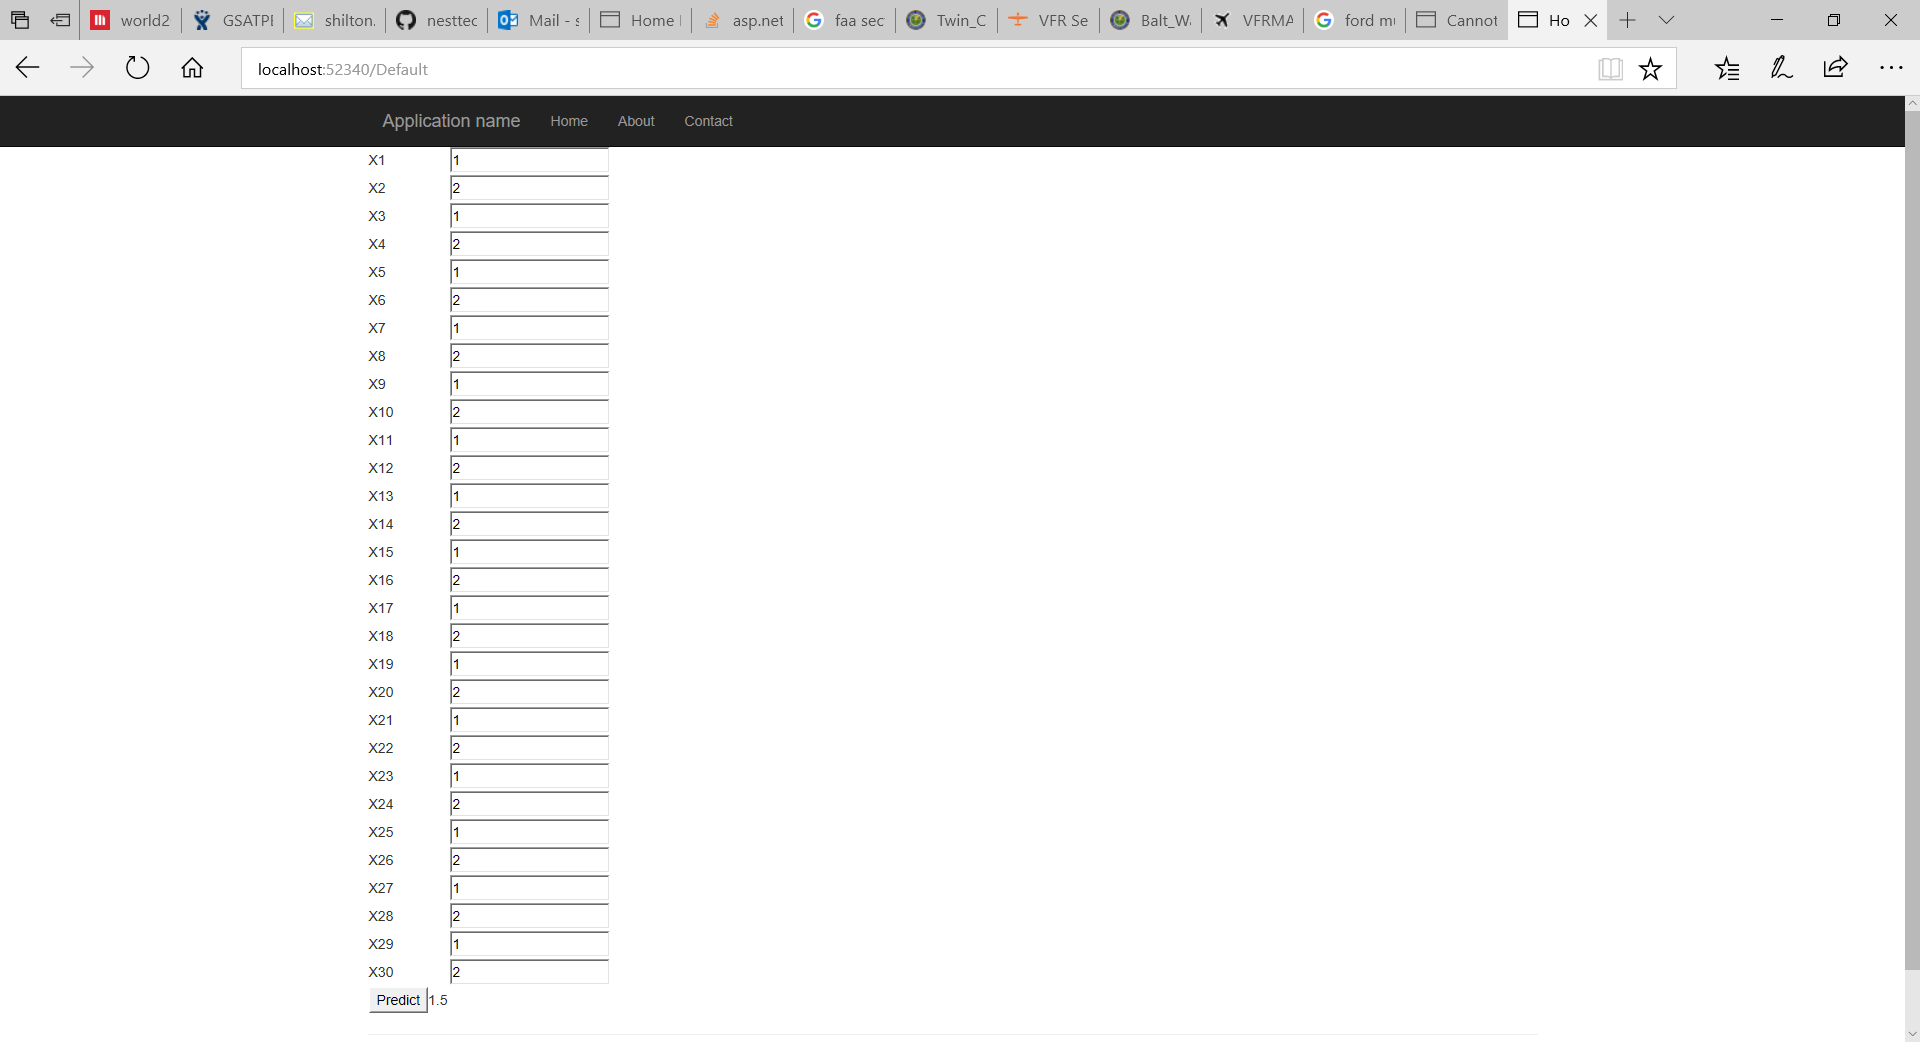 world2 GSATPE shilton. nesttec Mail - s Home asp.net faa sec Twin_C VFR Se Balt_W VFRMA ford mu Cannot Ho
localhost:52340/Default
Application name Home About Contact
X1 1
X2 2
X3 1
X4 2
X5 1
X6 2
X7 1
X8 2
X9 1
X10 2
X11 1
X12 2
X13 1
X14 2
X15 1
X16 2
X17 1
X18 2
X19 1
X20 2
X21 1
X22 2
X23 1
X24 2
X25 1
X26 2
X27 1
X28 2
X29 1
X30 2
Predict 1.5